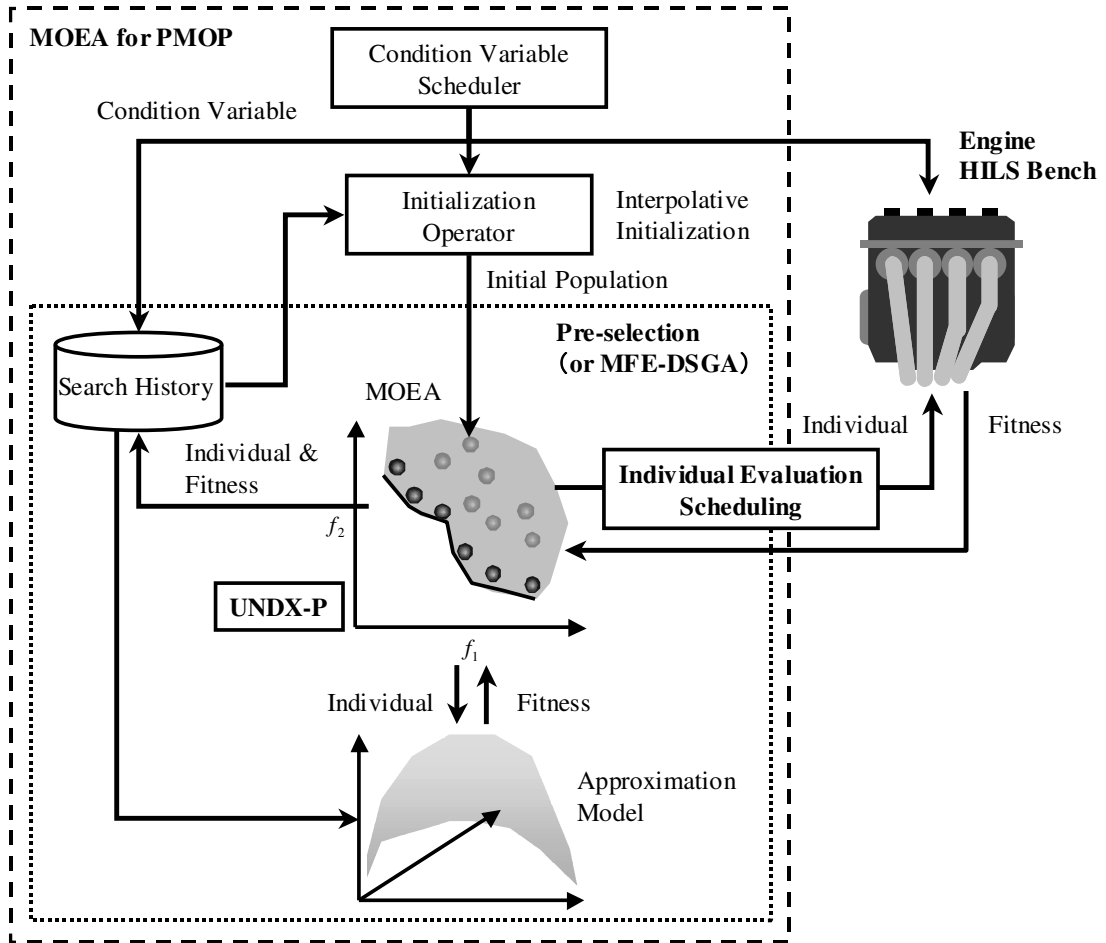 MOEA for PMOP
Condition Variable
Scheduler
Condition Variable
Engine
HILS Bench
Initialization
Operator
Interpolative
Initialization
Initial Population
Pre-selection
(or MFE-DSGA)
Search History
MOEA
Individual
Fitness
Individual &
Fitness
Individual Evaluation
Scheduling
f2
UNDX-P
f1
Individual
Fitness
Approximation
Model